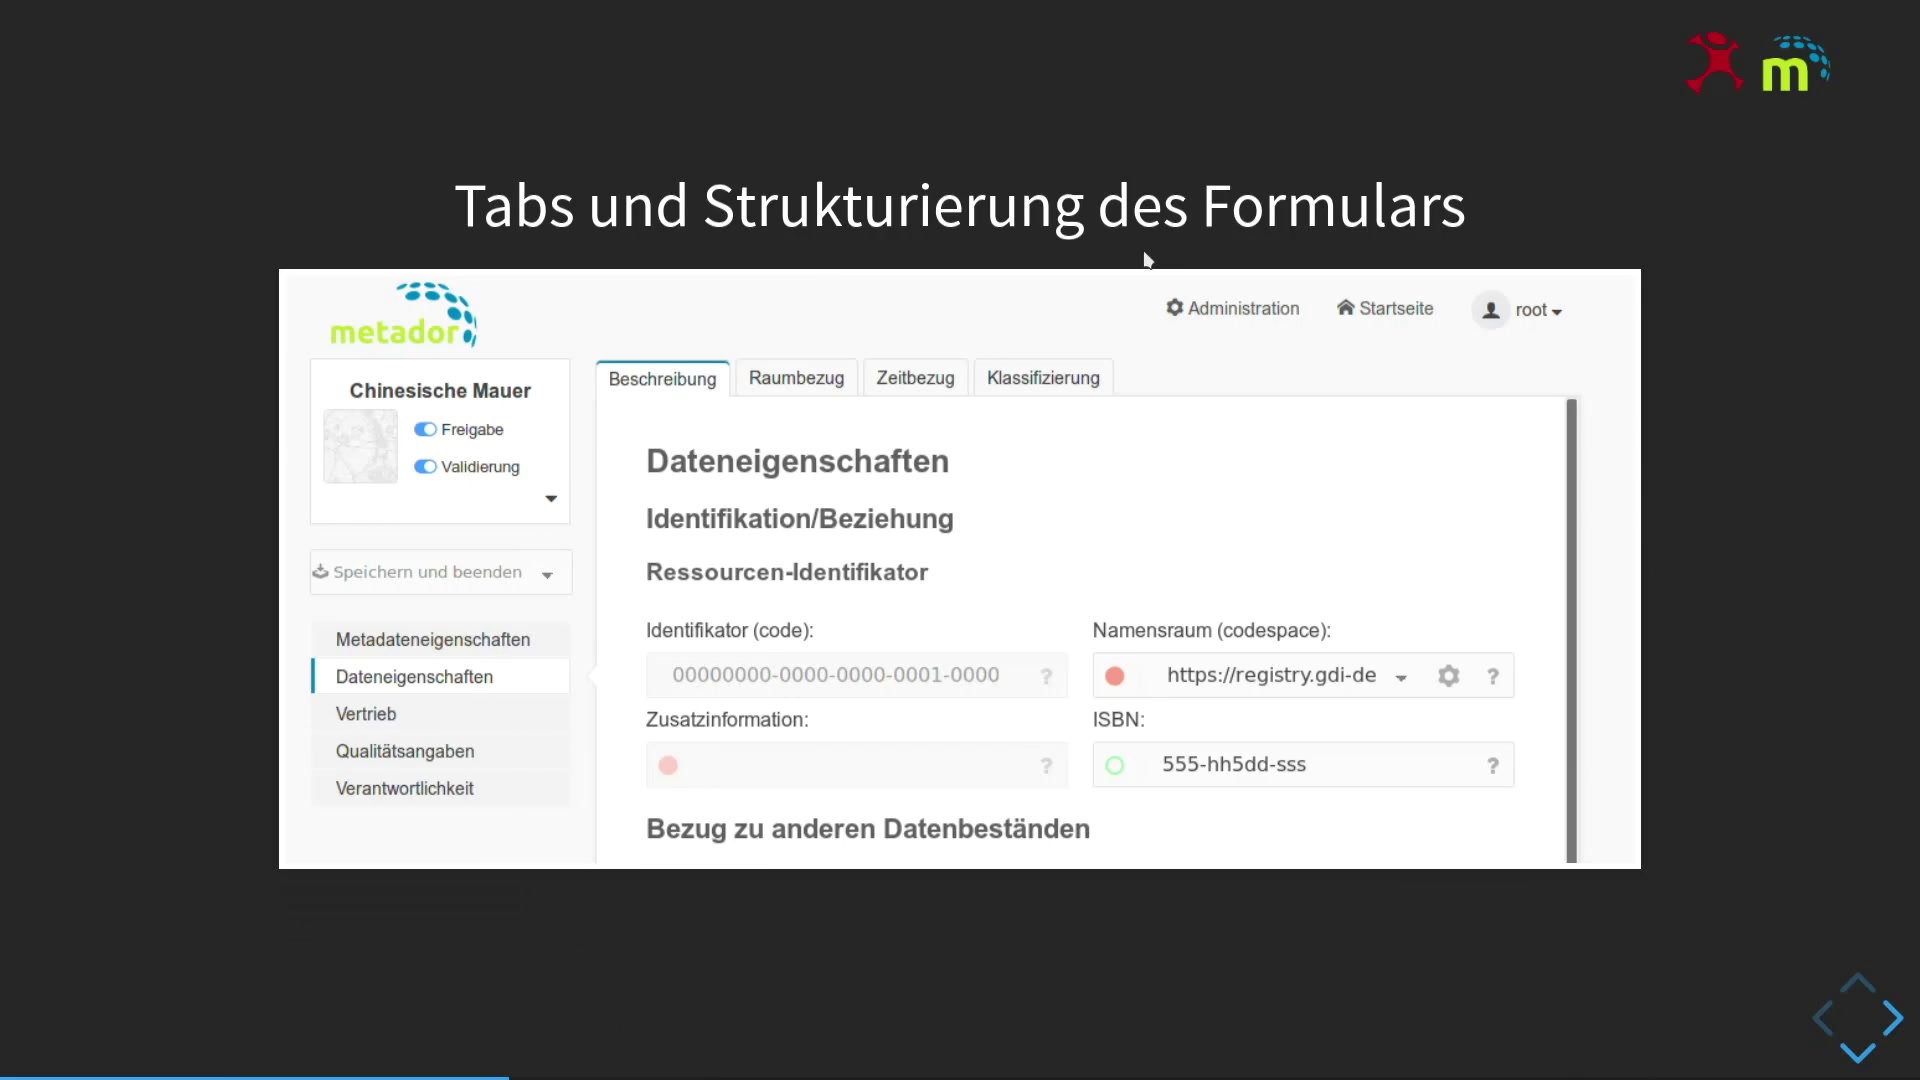 m
Tabs und Strukturierung des Formulars
metador
Administration
Startseite
root
Chinesische Mauer
Freigabe
Validierung
Speichern und beenden
Metadateneigenschaften
Dateneigenschaften
Vertrieb
Qualitätsangaben
Verantwortlichkeit
Beschreibung
Raumbezug
Zeitbezug
Klassifizierung
Dateneigenschaften
Identifikation/Beziehung
Ressourcen-Identifikator
Identifikator (code):
00000000-0000-0000-0001-0000
?
Namensraum (codespace):
https://registry.gdi-de
?
Zusatzinformation:
?
ISBN:
555-hh5dd-sss
?
Bezug zu anderen Datenbeständen